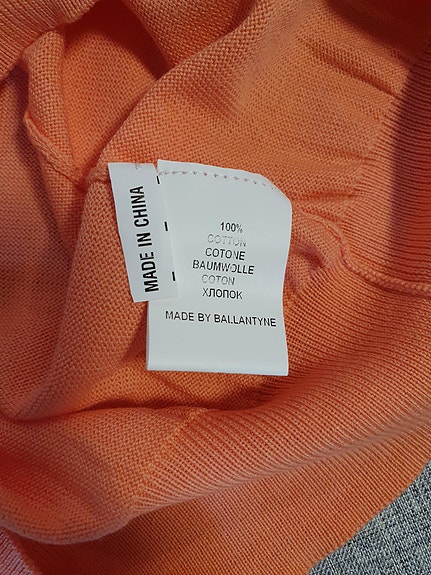 MADE IN CHINA
100%
COTTON
COTONE
BAUMWOLLE
COTON
ХЛОПОК
MADE BY BALLANTYNE